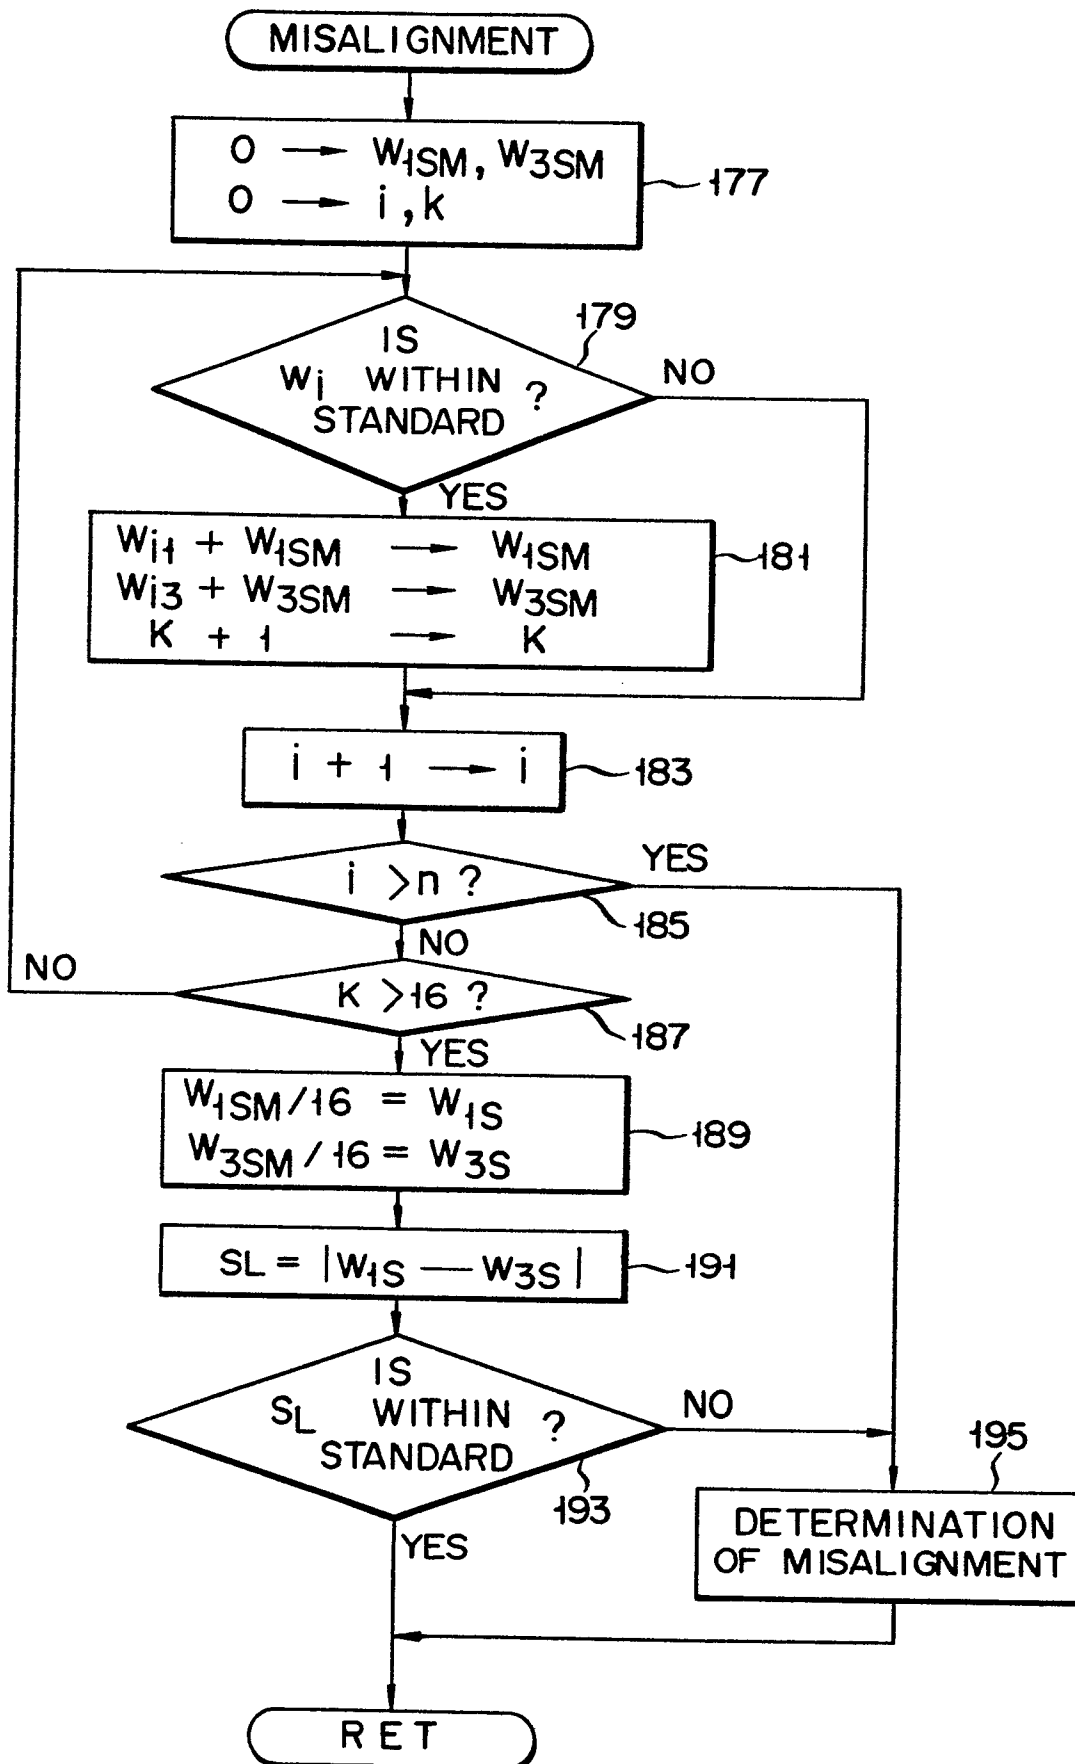 MISALIGNMENT
0 → W1SM, W3SM
0 → i, k
177
179
IS
Wi WITHIN ?
STANDARD
NO
YES
Wi1 + W1SM → W1SM
Wi3 + W3SM → W3SM
K + 1 → K
181
i + 1 → i
183
i > n ?
YES
185
NO
NO
K > 16 ?
187
YES
W1SM / 16 = W1S
W3SM / 16 = W3S
189
SL = |W1S — W3S|
191
IS
SL WITHIN ?
STANDARD
NO
193
YES
195
DETERMINATION
OF MISALIGNMENT
RET